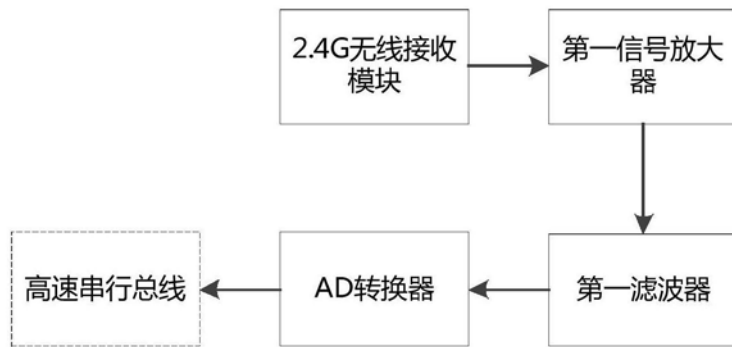 2.4G无线接收
模块
第一信号放大
器
高速串行总线
AD转换器
第一滤波器